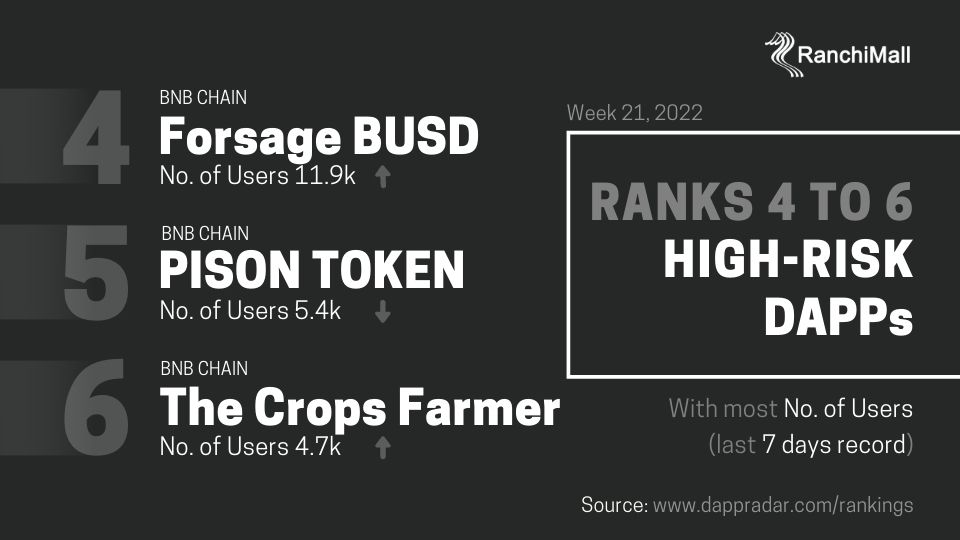 RanchiMall
4
BNB CHAIN
Forsage BUSD
No. of Users 11.9k
5
BNB CHAIN
PISON TOKEN
No. of Users 5.4k
6
BNB CHAIN
The Crops Farmer
No. of Users 4.7k
Week 21, 2022
RANKS 4 TO 6
HIGH-RISK
DAPPs
With most No. of Users
(last 7 days record)
Source: www.dappradar.com/rankings